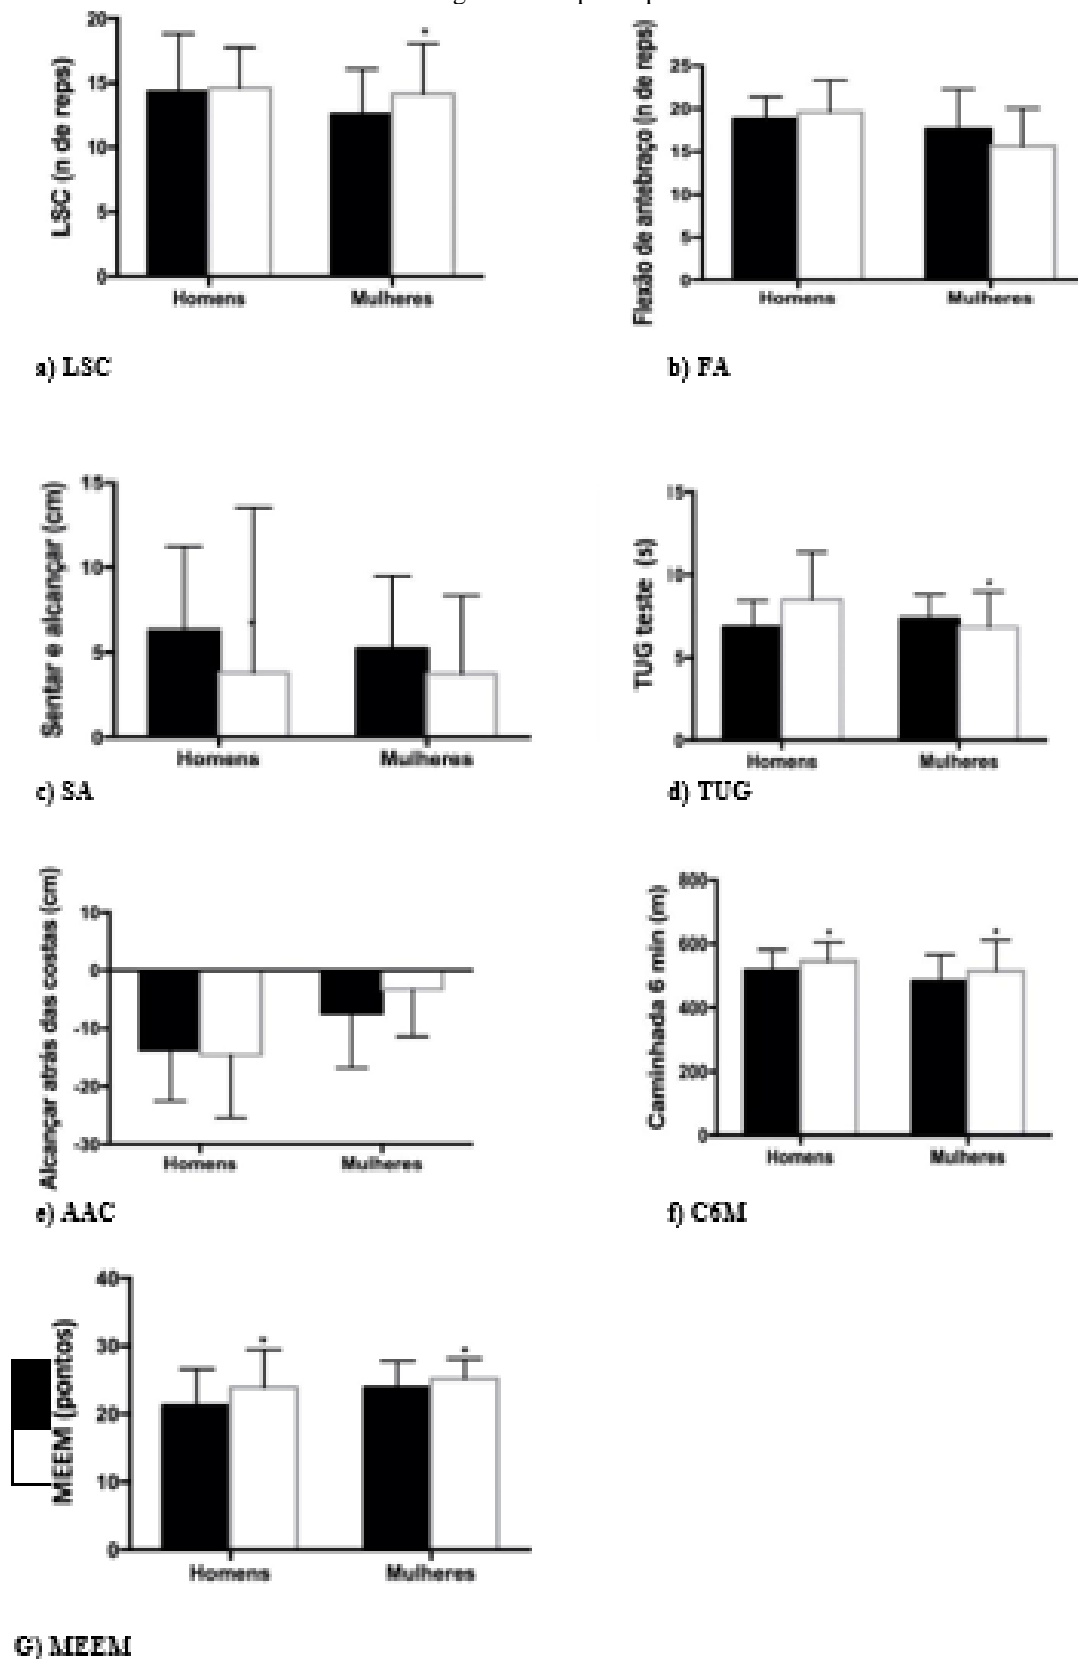 20
15
10
5
0
LSC (n de reps)
Homens
Mulheres
*
a) LSC
25
20
15
10
5
0
Flexão de antebraço (n de reps)
Homens
Mulheres
b) FA
15
10
5
0
Sentar e alcançar (cm)
Homens
Mulheres
c) SA
15
10
5
0
TUG teste (s)
*
Homens
Mulheres
d) TUG
10
0
-10
-20
-30
Alcançar atrás das costas (cm)
Homens
Mulheres
e) AAC
800
600
400
200
0
Caminhada 6 min (m)
*
*
Homens
Mulheres
f) C6M
40
30
20
10
0
MEEM (pontos)
*
*
Homens
Mulheres
G) MEEM